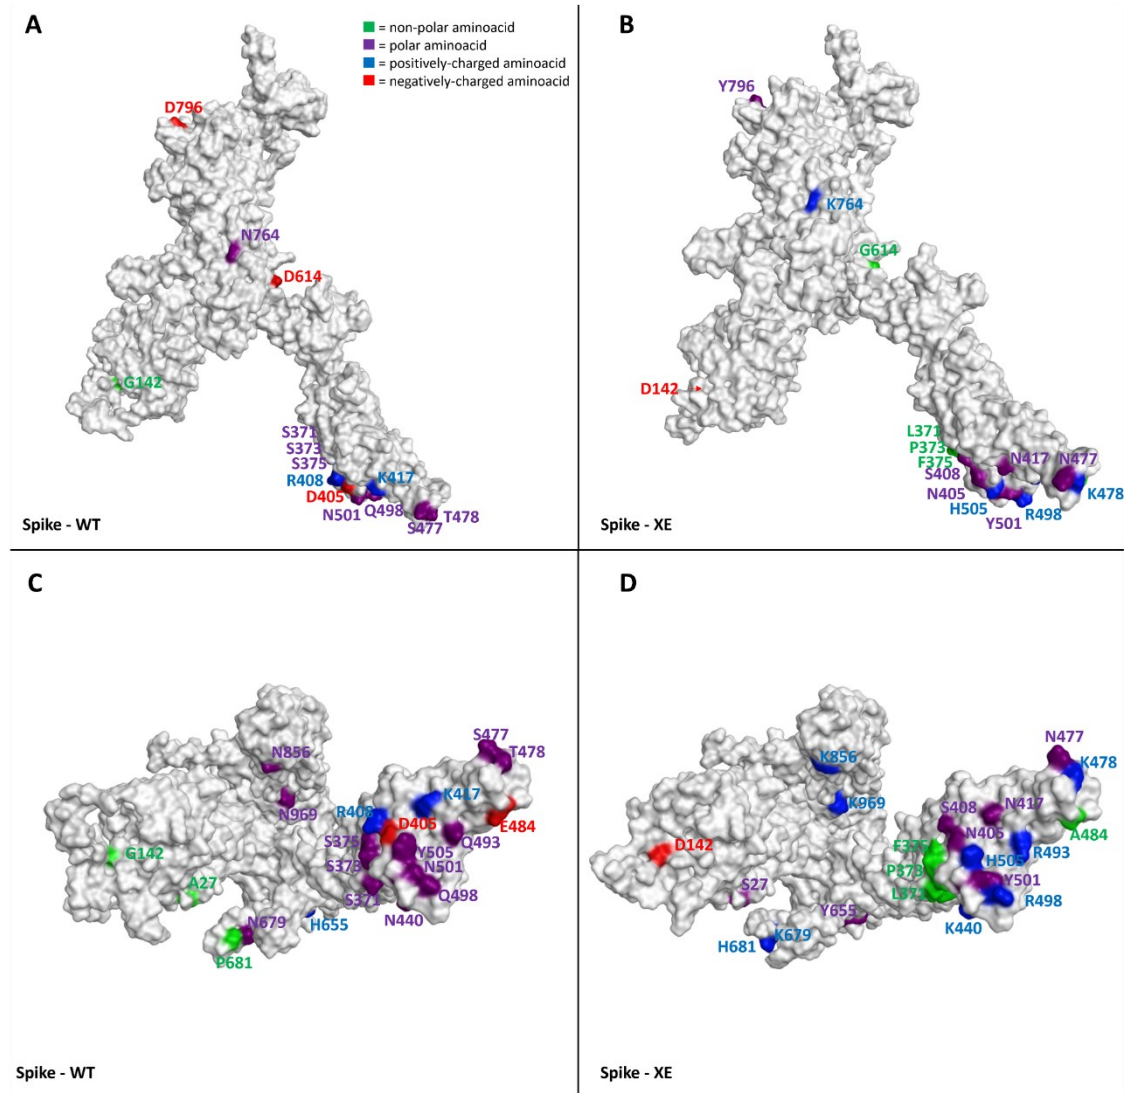 A
= non-polar aminoacid
= polar aminoacid
= positively-charged aminoacid
= negatively-charged aminoacid
D796
N764
D614
G142
S371
S373
S375
R408
K417
D405
N501
Q498
T478
S477
Spike - WT
B
Y796
K764
G614
D142
L371
P373
F375
N417
N477
S408
N405
K478
H505
R498
Y501
Spike - XE
C
S477
T478
N856
K417
N969
R408
D405
E484
S375
Q493
Y505
G142
S373
N501
A27
S371
Q498
N679
N440
H655
P681
Spike - WT
D
N477
K856
K478
K969
S408
N417
N405
A484
F375
R493
D142
H505
P373
Y501
S27
L371
R498
Y655
K440
H681
K679
Spike - XE